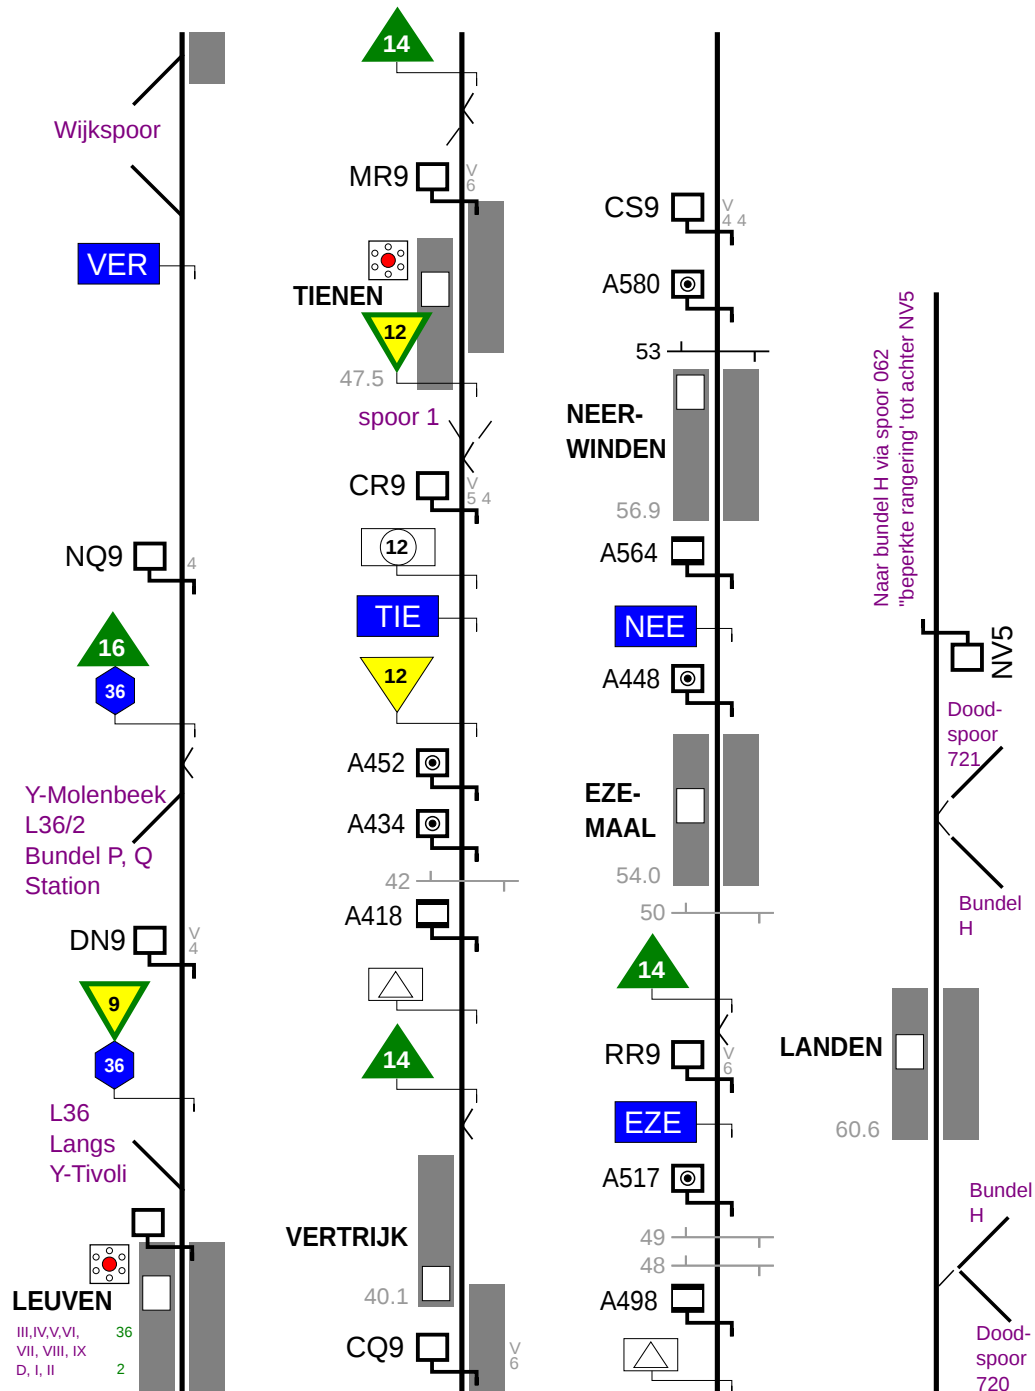 Wijkspoor
VER
NQ9
4
16
36
Y-Molenbeek
L36/2
Bundel P, Q
Station
DN9
V
4
9
36
L36
Langs
Y-Tivoli
LEUVEN
III,IV,V,VI, 36
VII, VIII, IX
D, I, II 2
14
MR9
V
6
TIENEN
12
47.5
spoor 1
CR9
V
5 4
12
TIE
12
A452
A434
42
A418
14
VERTRIJK
40.1
CQ9
V
6
CS9
V
4 4
A580
53
NEER-
WINDEN
56.9
A564
NEE
A448
EZE-
MAAL
54.0
50
14
RR9
V
6
EZE
A517
49
48
A498
Naar bundel H via spoor 062
"beperkte rangering' tot achter NV5
NV5
Dood-
spoor
721
Bundel
H
LANDEN
60.6
Bundel
H
Dood-
spoor
720